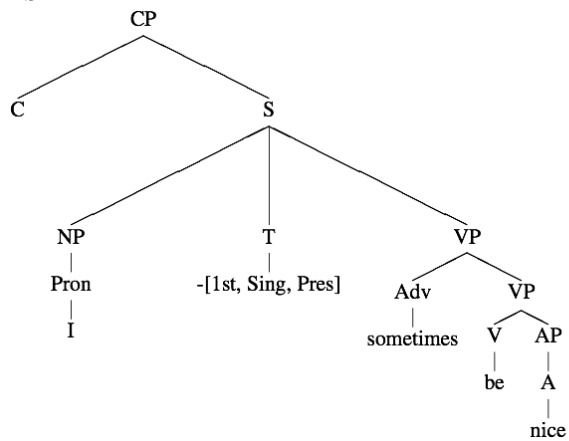 CP
C S
NP T VP
Pron -[1st, Sing, Pres] Adv VP
I sometimes V AP
be A
nice